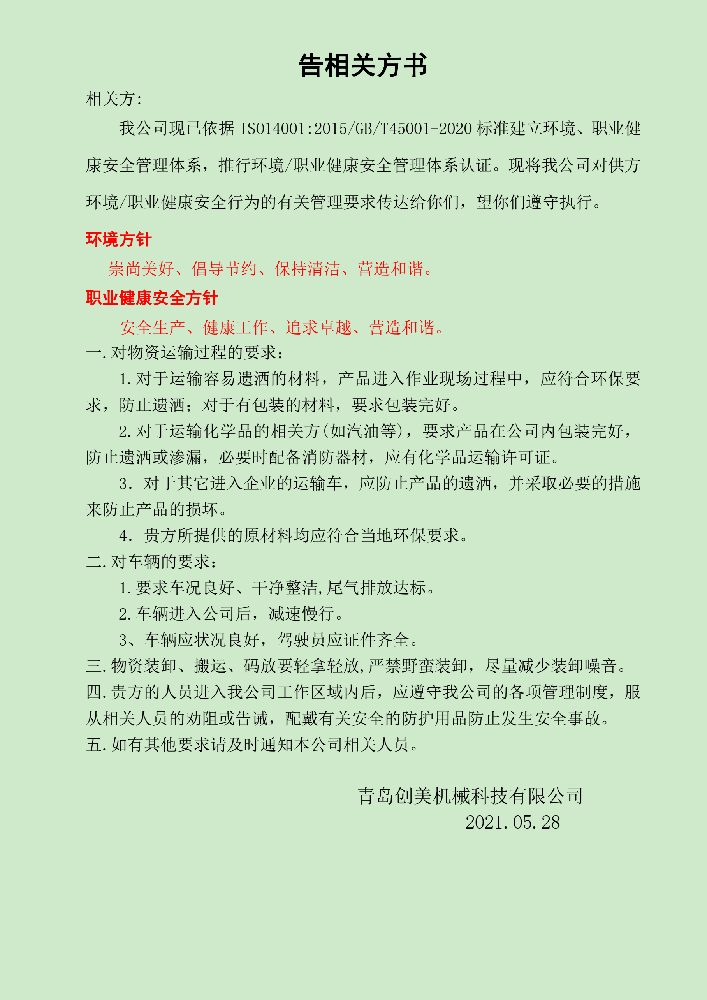 告相关方书
相关方:
我公司现已依据 ISO14001:2015/GB/T45001-2020 标准建立环境、职业健
康安全管理体系，推行环境/职业健康安全管理体系认证。现将我公司对供方
环境/职业健康安全行为的有关管理要求传达给你们，望你们遵守执行。
环境方针
崇尚美好、倡导节约、保持清洁、营造和谐。
职业健康安全方针
安全生产、健康工作、追求卓越、营造和谐。
一.对物资运输过程的要求：
1.对于运输容易遗洒的材料，产品进入作业现场过程中，应符合环保要
求，防止遗洒；对于有包装的材料，要求包装完好。
2.对于运输化学品的相关方(如汽油等)，要求产品在公司内包装完好，
防止遗洒或渗漏，必要时配备消防器材，应有化学品运输许可证。
3．对于其它进入企业的运输车，应防止产品的遗洒，并采取必要的措施
来防止产品的损坏。
4．贵方所提供的原材料均应符合当地环保要求。
二.对车辆的要求：
1.要求车况良好、干净整洁,尾气排放达标。
2.车辆进入公司后，减速慢行。
3、车辆应状况良好，驾驶员应证件齐全。
三.物资装卸、搬运、码放要轻拿轻放,严禁野蛮装卸，尽量减少装卸噪音。
四.贵方的人员进入我公司工作区域内后，应遵守我公司的各项管理制度，服
从相关人员的劝阻或告诫，配戴有关安全的防护用品防止发生安全事故。
五.如有其他要求请及时通知本公司相关人员。
青岛创美机械科技有限公司
2021.05.28